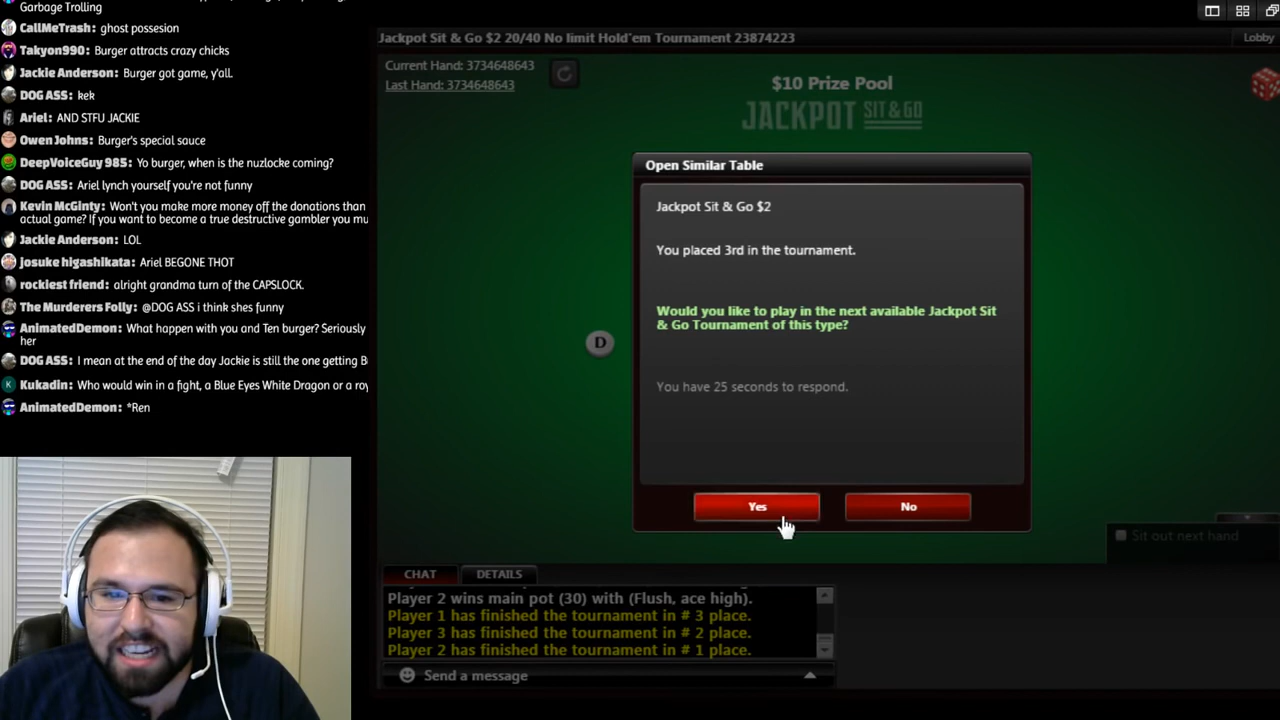 Garbage Trolling
CallMeTrash: ghost possesion
Takyon990: Burger attracts crazy chicks
Jackie Anderson: Burger got game, y'all.
DOG ASS: kek
Ariel: AND STFU JACKIE
Owen Johns: Burger's special sauce
DeepVoiceGuy 985: Yo burger, when is the nuzlocke coming?
DOG ASS: Ariel lynch yourself you're not funny
Kevin McGinty: Won't you make more money off the donations than
actual game? If you want to become a true destructive gambler you mu
Jackie Anderson: LOL
josuke higashikata: Ariel BEGONE THOT
rockiest friend: alright grandma turn of the CAPSLOCK.
The Murderers Folly: @DOG ASS i think shes funny
AnimatedDemon: What happen with you and Ten burger? Seriously
her
DOG ASS: I mean at the end of the day Jackie is still the one getting B
K
Kukadin: Who would win in a fight, a Blue Eyes White Dragon or a roy
AnimatedDemon: *Ren
Jackpot Sit & Go $2 20/40 No limit Hold'em Tournament 23874223
Lobby
Current Hand: 3734648643
Last Hand: 3734648643
$10 Prize Pool
JACKPOT SIT & GO
Open Similar Table
Jackpot Sit & Go $2
You placed 3rd in the tournament.
Would you like to play in the next available Jackpot Sit
& Go Tournament of this type?
D
You have 25 seconds to respond.
Yes
No
Sit out next hand
CHAT
DETAILS
Player 2 wins main pot (30) with (Flush, ace high).
Player 1 has finished the tournament in # 3 place.
Player 3 has finished the tournament in # 2 place.
Player 2 has finished the tournament in # 1 place.
Send a message